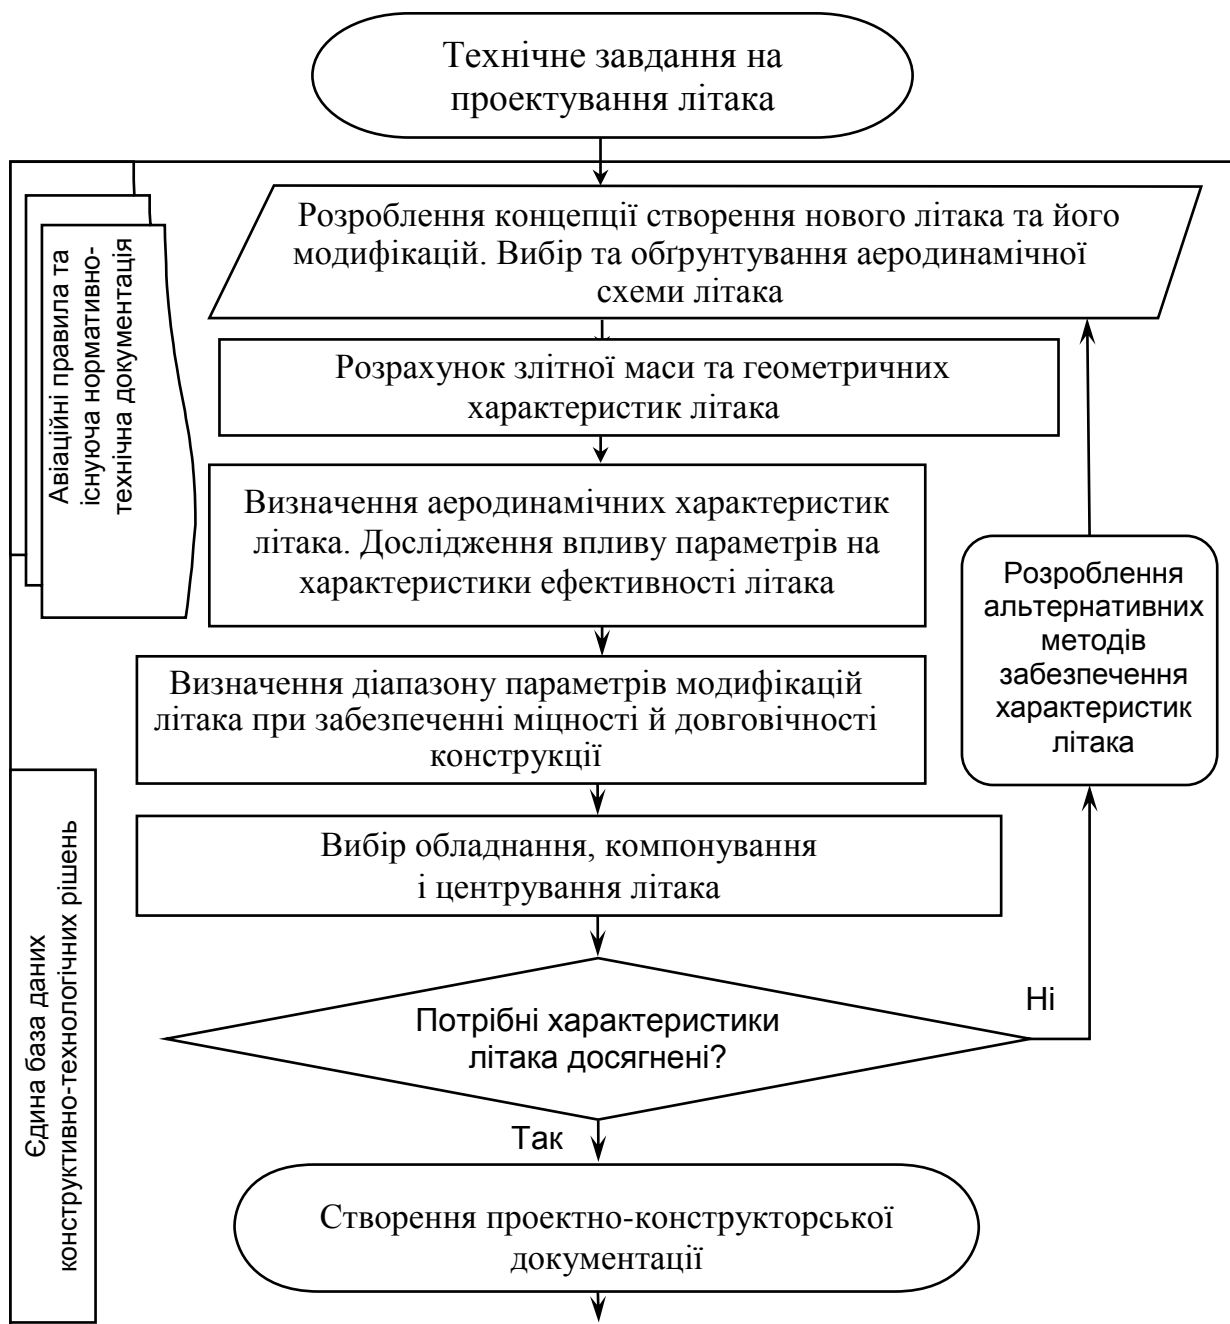 Технічне завдання на
проектування літака
Розроблення концепції створення нового літака та його
модифікацій. Вибір та обґрунтування аеродинамічної
схеми літака
Авіаційні правила та
існуюча нормативно-
технічна документація
Розрахунок злітної маси та геометричних
характеристик літака
Визначення аеродинамічних характеристик
літака. Дослідження впливу параметрів на
характеристики ефективності літака
Розроблення
альтернативних
методів
забезпечення
характеристик
літака
Визначення діапазону параметрів модифікацій
літака при забезпеченні міцності й довговічності
конструкції
Вибір обладнання, компонування
і центрування літака
Єдина база даних
конструктивно-технологічних рішень
Потрібні характеристики
літака досягнені?
Ні
Так
Створення проектно-конструкторської
документації